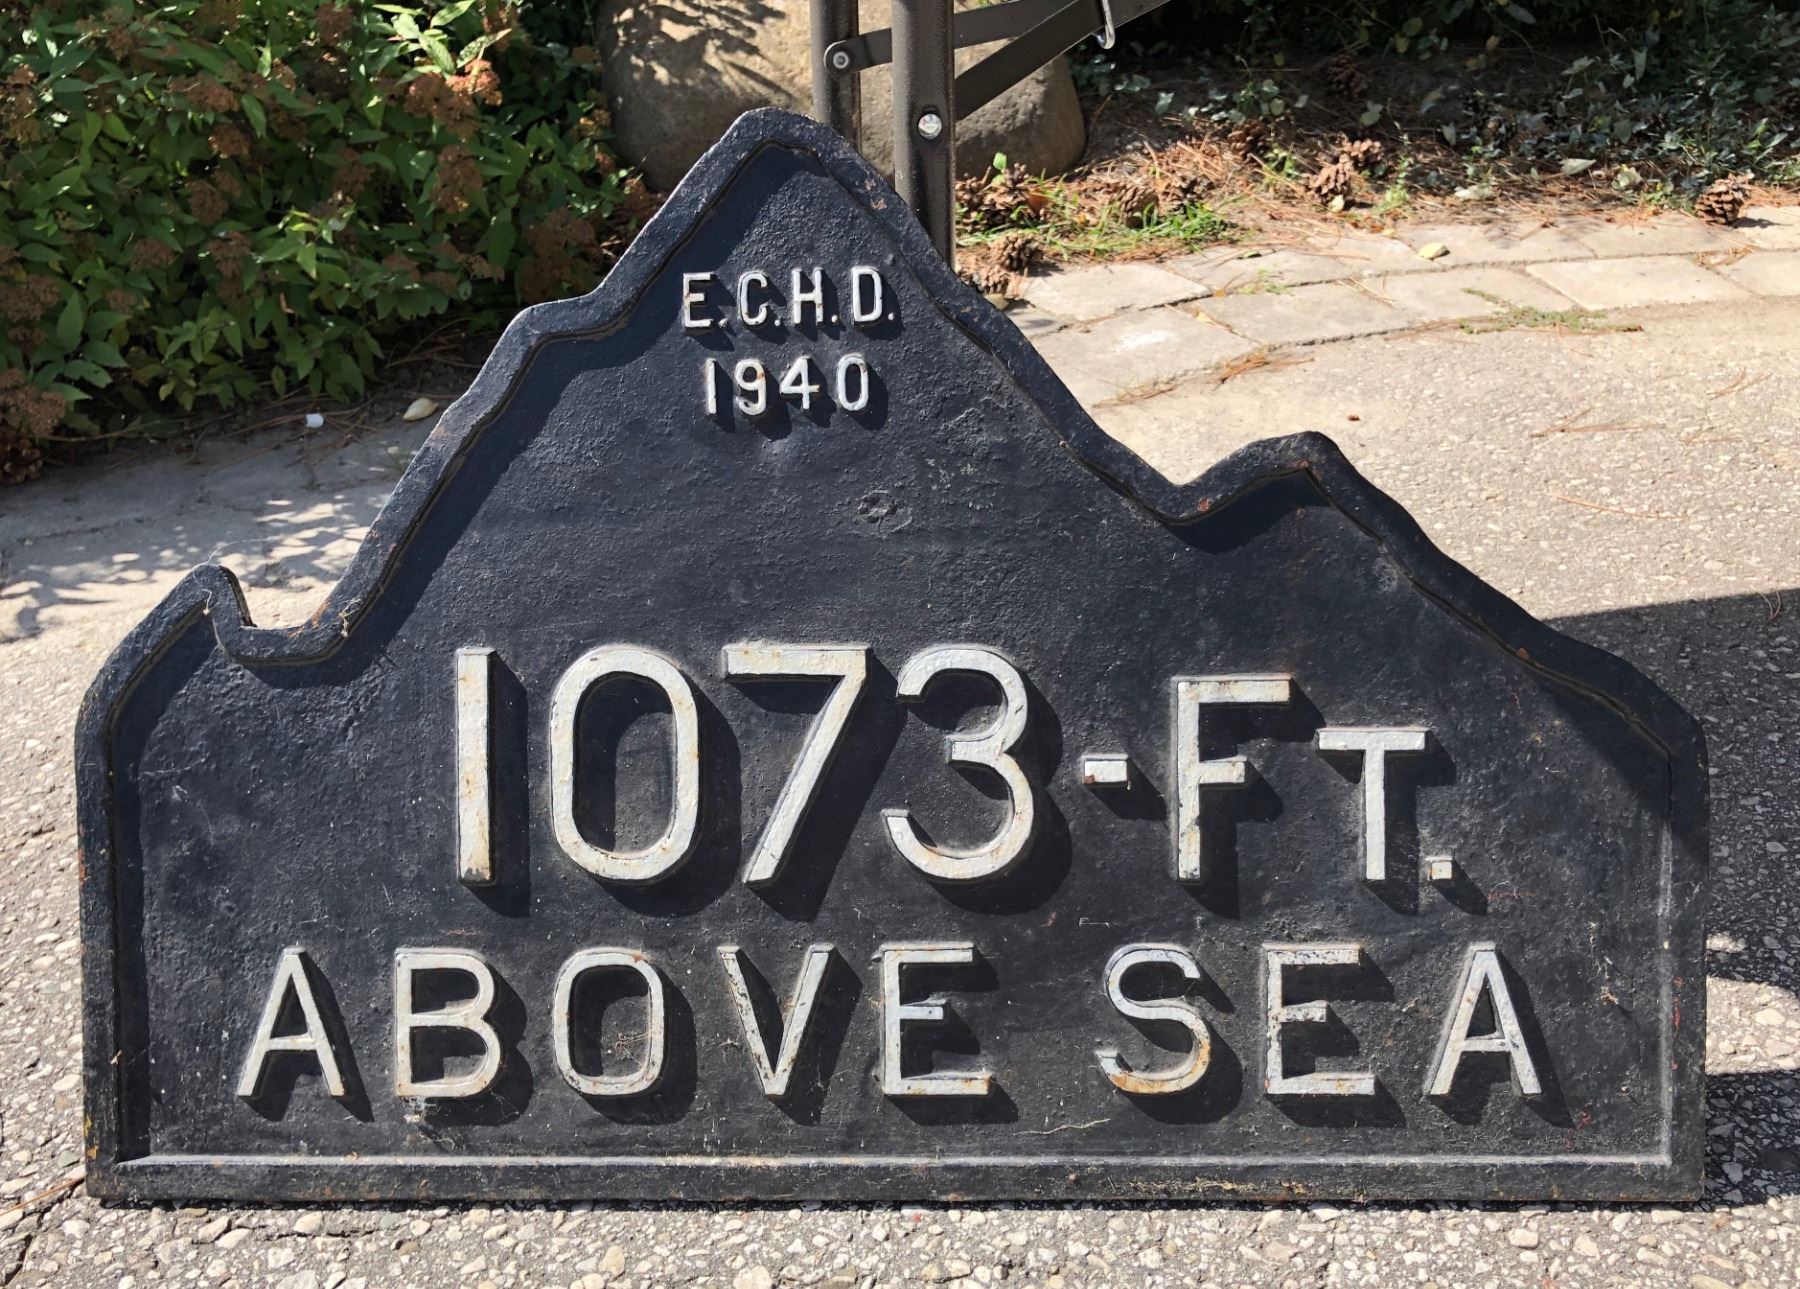 E.C.H.D.
1940
1073-FT.
ABOVE SEA